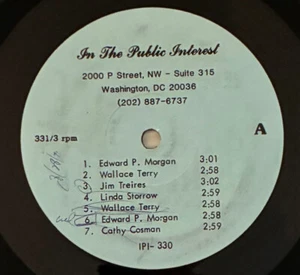 In The Public Interest
2000 P Street, NW - Suite 315
Washington, DC 20036
(202) 887-6737
331/3 rpm
A
1. Edward P. Morgan 3:01
2. Wallace Terry 2:58
3. Jim Treires 3:02
4. Linda Storrow 2:59
5. Wallace Terry 2:58
6. Edward P. Morgan 2:58
7. Cathy Cosman 2:59
IPI-330